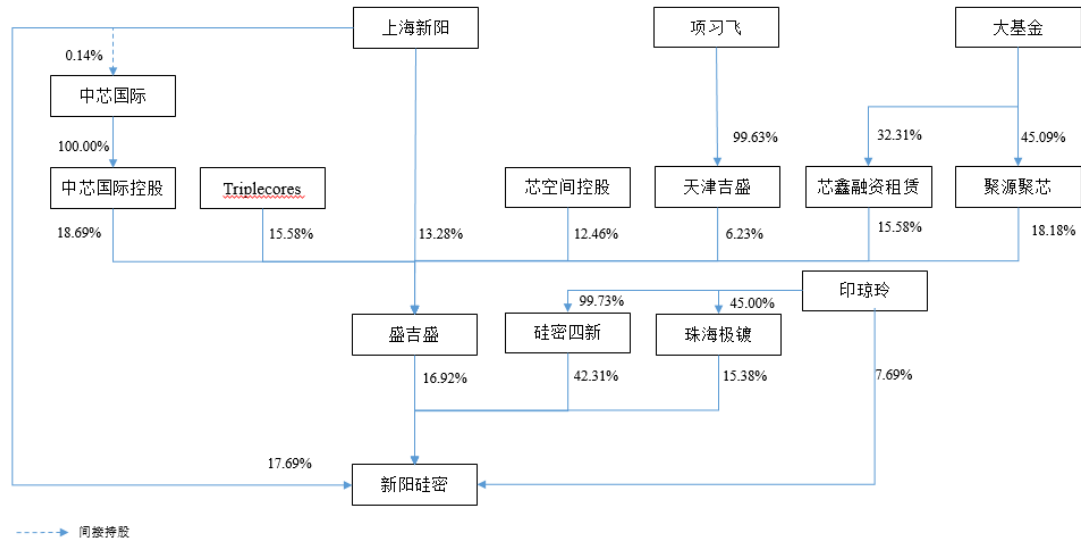 上海新阳
项习飞
大基金
0.14%
中芯国际
100.00%
99.63%
32.31%
45.09%
中芯国际控股
Triplecores
芯空间控股
天津吉盛
芯鑫融资租赁
聚源聚芯
18.69%
15.58%
13.28%
12.46%
6.23%
15.58%
18.18%
印琼玲
99.73%
45.00%
盛吉盛
硅密四新
珠海极镀
16.92%
42.31%
15.38%
7.69%
17.69%
新阳硅密
间接持股